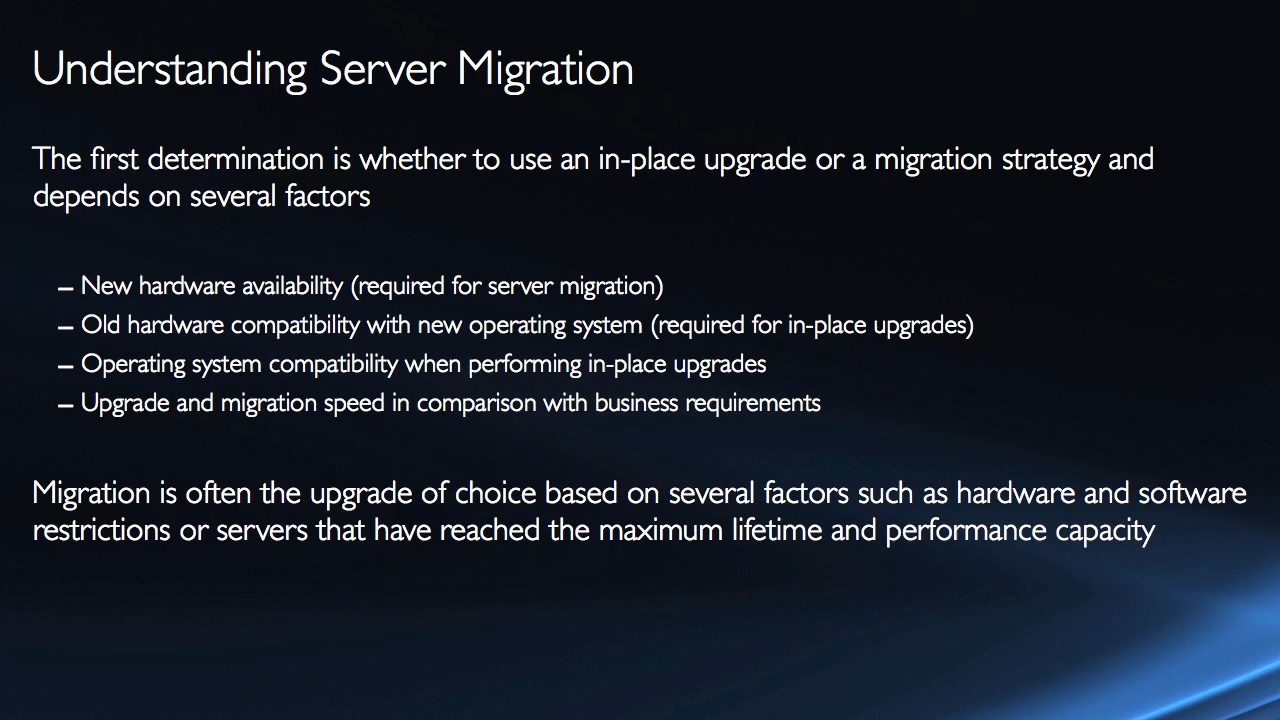 Understanding Server Migration
The first determination is whether to use an in-place upgrade or a migration strategy and
depends on several factors
– New hardware availability (required for server migration)
– Old hardware compatibility with new operating system (required for in-place upgrades)
– Operating system compatibility when performing in-place upgrades
– Upgrade and migration speed in comparison with business requirements
Migration is often the upgrade of choice based on several factors such as hardware and software
restrictions or servers that have reached the maximum lifetime and performance capacity